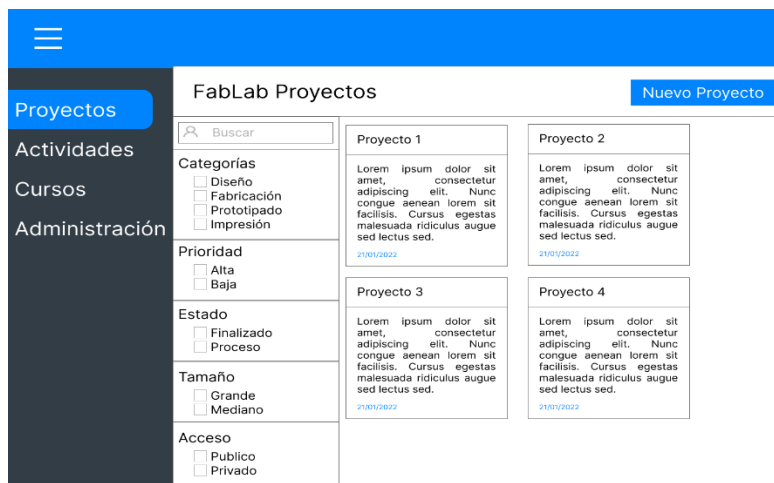 FabLab Proyectos
Nuevo Proyecto
Proyectos
Actividades
Cursos
Administración
Buscar
Categorías
Diseño
Fabricación
Prototipado
Impresión
Prioridad
Alta
Baja
Estado
Finalizado
Proceso
Tamaño
Grande
Mediano
Acceso
Publico
Privado
Proyecto 1
Lorem ipsum dolor sit
amet, consectetur
adipiscing elit. Nunc
congue aenean lorem sit
facilisis. Cursus egestas
malesuada ridiculus augue
sed lectus sed.
21/01/2022
Proyecto 2
Lorem ipsum dolor sit
amet, consectetur
adipiscing elit. Nunc
congue aenean lorem sit
facilisis. Cursus egestas
malesuada ridiculus augue
sed lectus sed.
21/01/2022
Proyecto 3
Lorem ipsum dolor sit
amet, consectetur
adipiscing elit. Nunc
congue aenean lorem sit
facilisis. Cursus egestas
malesuada ridiculus augue
sed lectus sed.
21/01/2022
Proyecto 4
Lorem ipsum dolor sit
amet, consectetur
adipiscing elit. Nunc
congue aenean lorem sit
facilisis. Cursus egestas
malesuada ridiculus augue
sed lectus sed.
21/01/2022